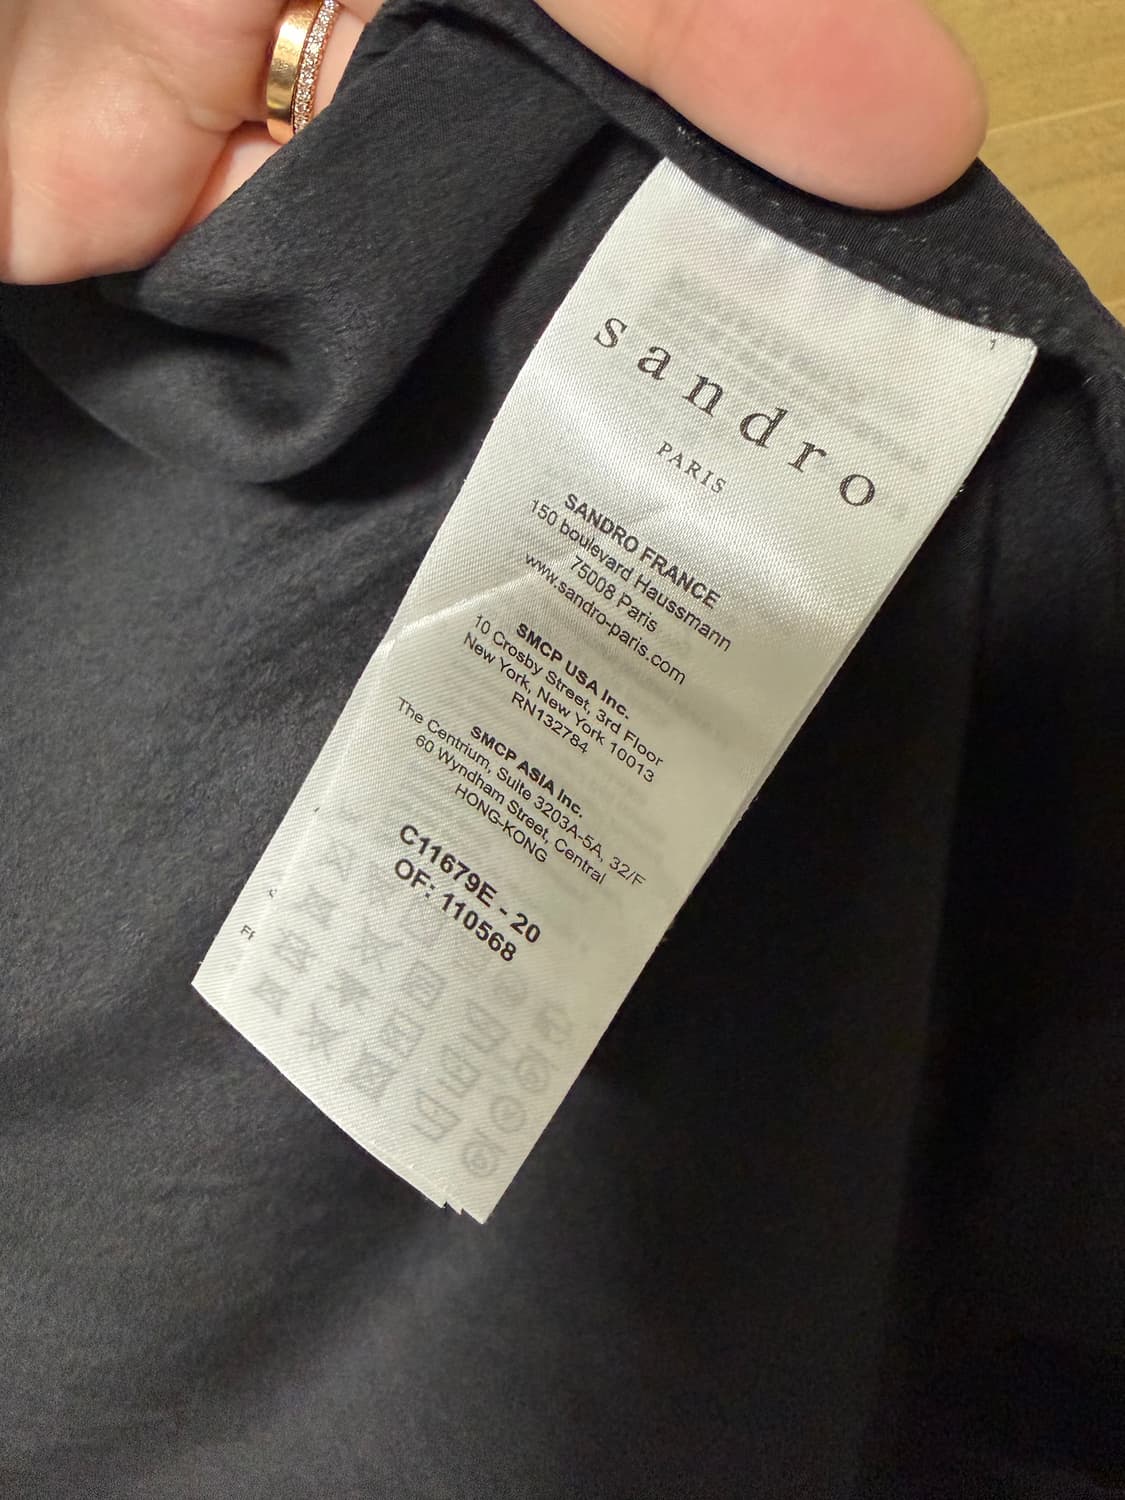 sandro
PARIS
SANDRO FRANCE
150 boulevard Haussmann
75008 Paris
www.sandro-paris.com
SMCP USA Inc.
10 Crosby Street, 3rd Floor
New York, New York 10013
RN132784
SMCP ASIA Inc.
The Centrium, Suite 3203A-5A, 32/F
60 Wyndham Street, Central
HONG-KONG
C11679E - 20
OF: 110568
1